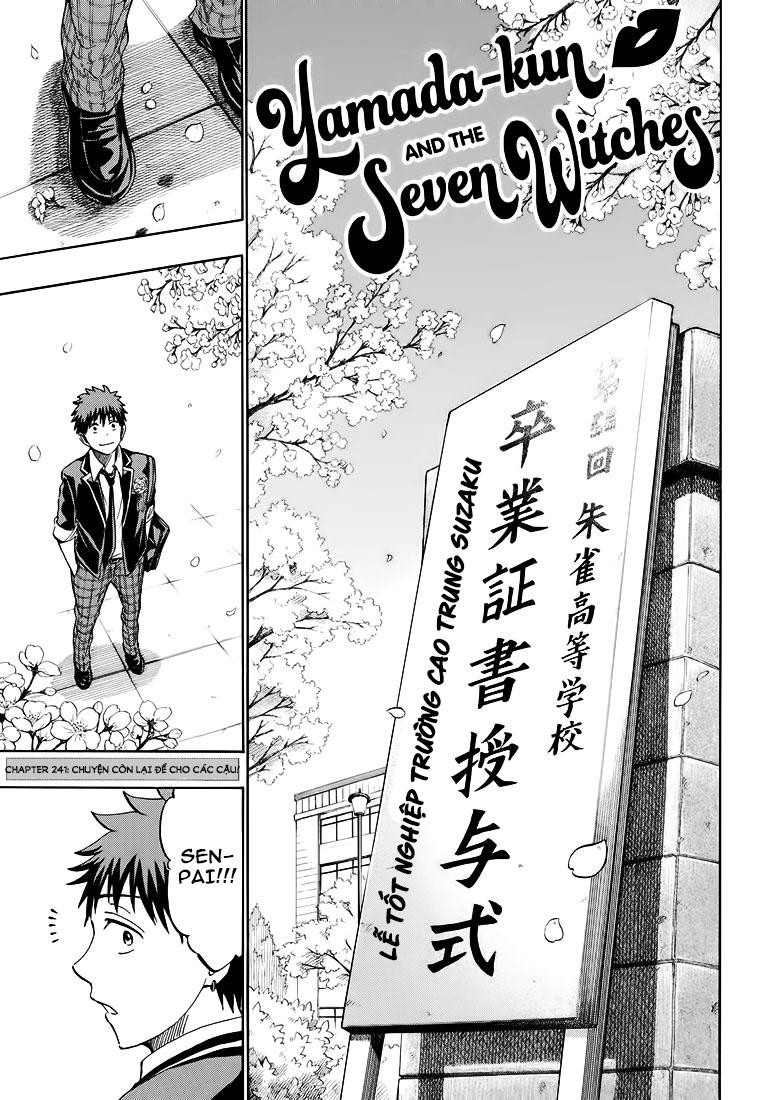 Yamada-kun
AND THE
Seven Witches
回 朱雀高等学校
卒業証書授与式
LỄ TỐT NGHIỆP TRƯỜNG CAO TRUNG SUZAKU
CHAPTER 241: CHUYỆN CÒN LẠI ĐỂ CHO CÁC CẬU!
SEN-
PAI!!!